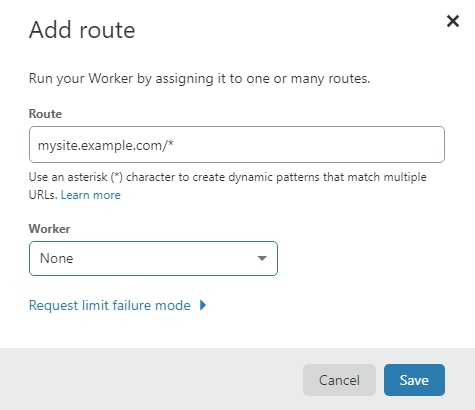 Add route
Run your Worker by assigning it to one or many routes.
Route
mysite.example.com/*
Use an asterisk (*) character to create dynamic patterns that match multiple
URLs. Learn more
Worker
None
Request limit failure mode
Cancel
Save